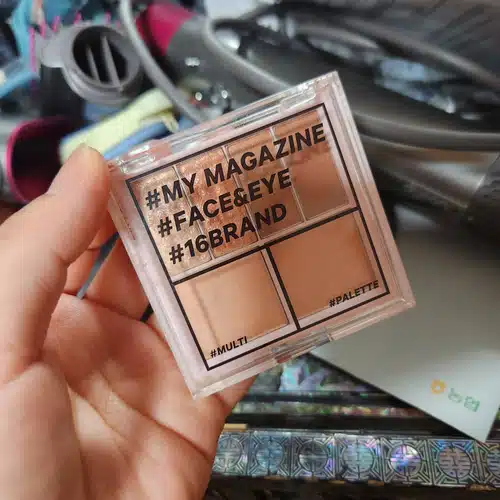 #MY MAGAZINE
#FACE&EYE
#16BRAND
#MULTI
#PALETTE